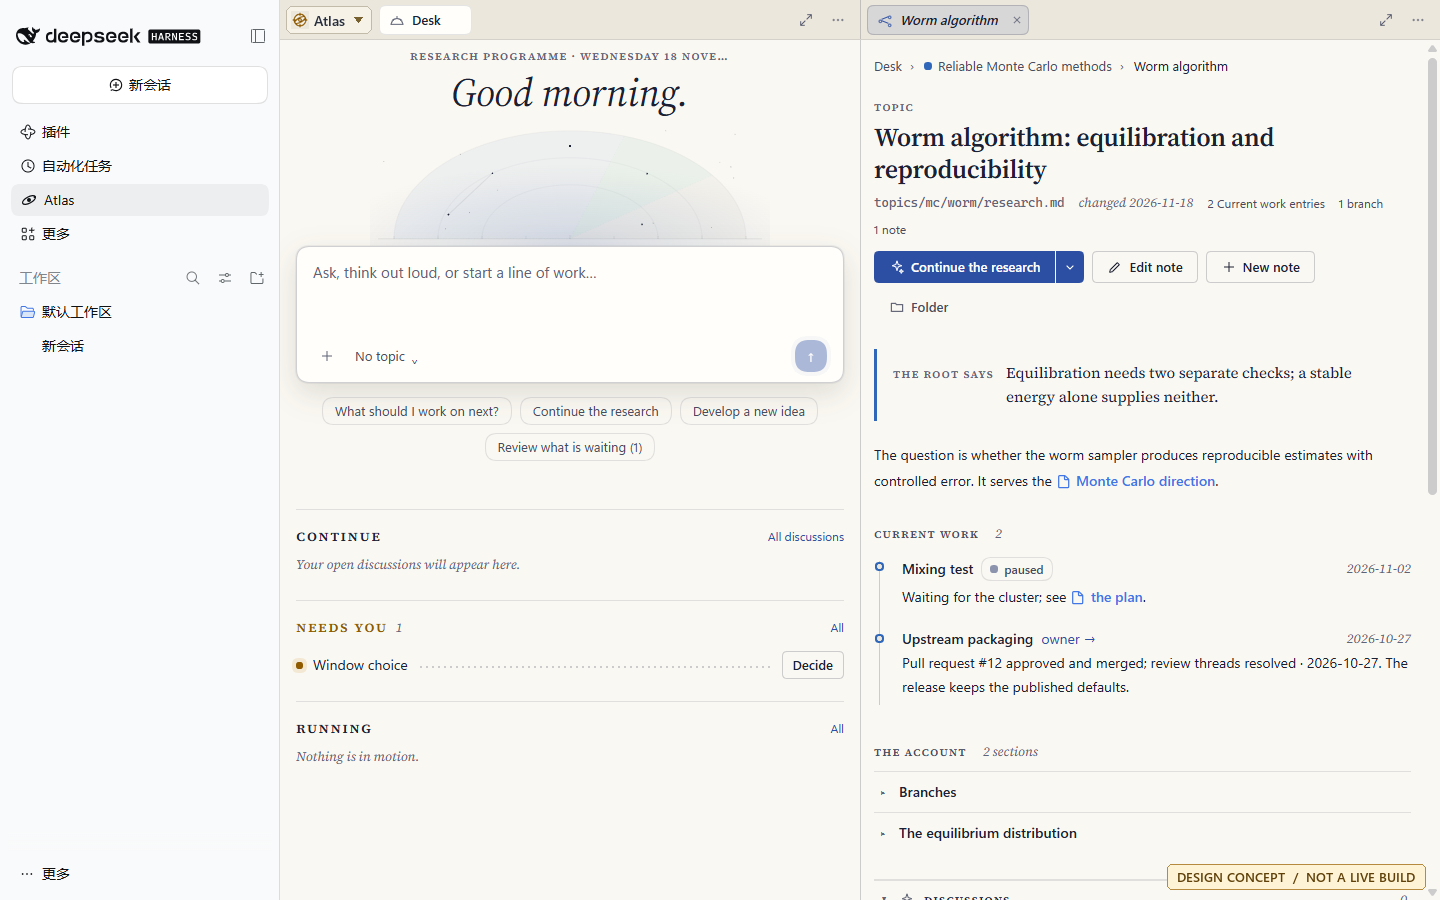 deepseek HARNESS
新会话
插件
自动化任务
Atlas
更多
工作区
默认工作区
新会话
更多
Atlas
Desk
RESEARCH PROGRAMME · WEDNESDAY 18 NOVE…
Good morning.
Ask, think out loud, or start a line of work…
No topic
What should I work on next?
Continue the research
Develop a new idea
Review what is waiting (1)
CONTINUE
All discussions
Your open discussions will appear here.
NEEDS YOU 1
All
Window choice
Decide
RUNNING
All
Nothing is in motion.
Worm algorithm
Desk › Reliable Monte Carlo methods › Worm algorithm
TOPIC
Worm algorithm: equilibration and
reproducibility
topics/mc/worm/research.md changed 2026-11-18 2 Current work entries 1 branch
1 note
Continue the research
Edit note
New note
Folder
THE ROOT SAYS Equilibration needs two separate checks; a stable
energy alone supplies neither.
The question is whether the worm sampler produces reproducible estimates with
controlled error. It serves the Monte Carlo direction.
CURRENT WORK 2
Mixing test paused 2026-11-02
Waiting for the cluster; see the plan.
Upstream packaging owner → 2026-10-27
Pull request #12 approved and merged; review threads resolved · 2026-10-27. The
release keeps the published defaults.
THE ACCOUNT 2 sections
Branches
The equilibrium distribution
DESIGN CONCEPT / NOT A LIVE BUILD
DISCUSSIONS 0